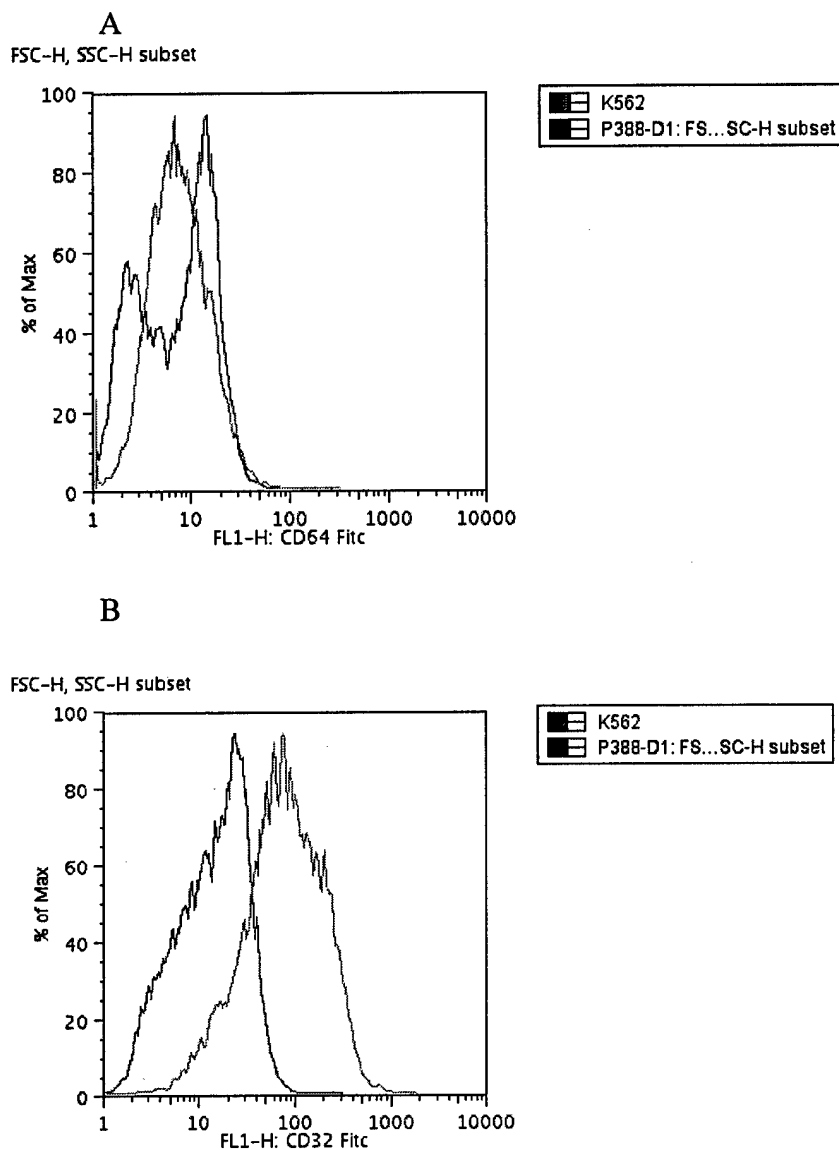 A
FSC-H, SSC-H subset
100
80
60
40
20
0
% of Max
1 10 100 1000 10000
FL1-H: CD64 Fitc
K562
P388-D1: FS...SC-H subset
B
FSC-H, SSC-H subset
100
80
60
40
20
0
% of Max
1 10 100 1000 10000
FL1-H: CD32 Fitc
K562
P388-D1: FS...SC-H subset